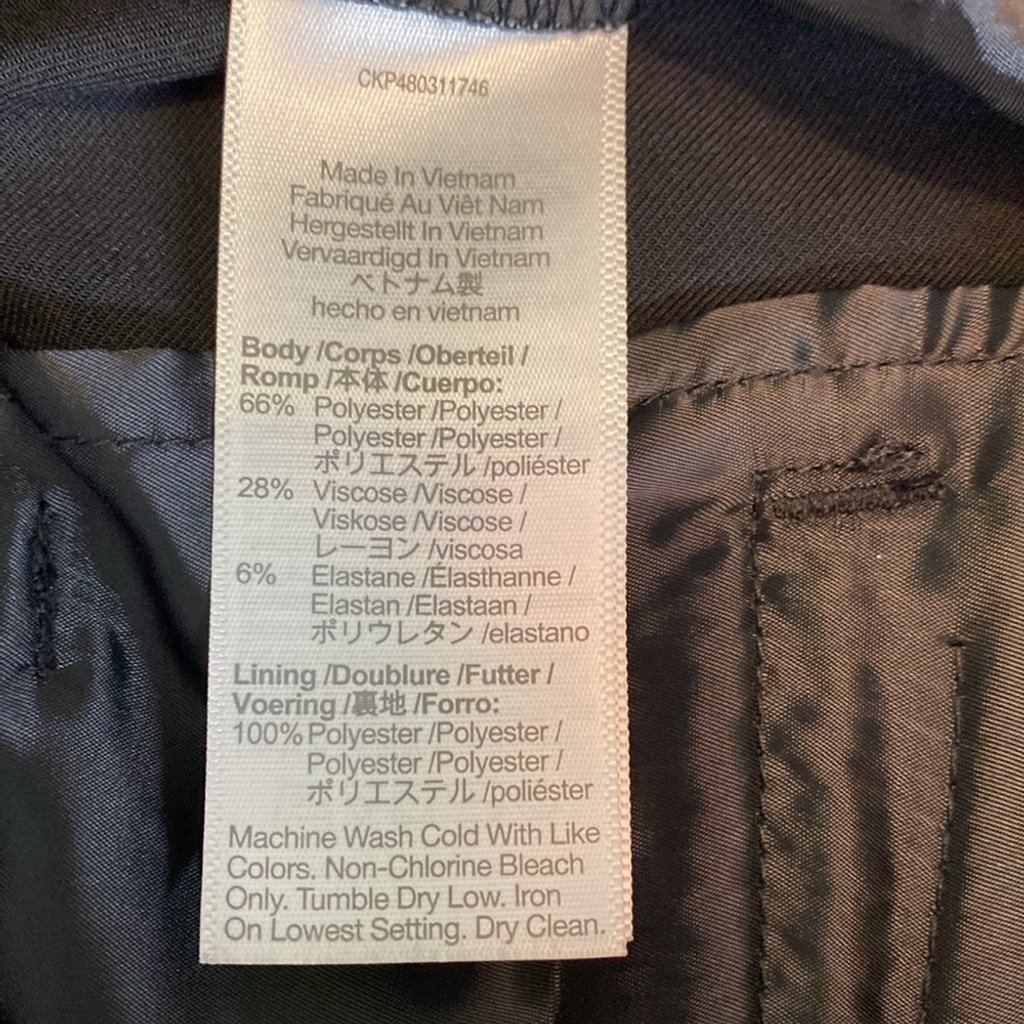 CKP480311746
Made In Vietnam
Fabriqué Au Viêt Nam
Hergestellt In Vietnam
Vervaardigd In Vietnam
ベトナム製
hecho en vietnam
Body /Corps /Oberteil /
Romp /本体 /Cuerpo:
66% Polyester /Polyester /
Polyester /Polyester /
ポリエステル /poliéster
28% Viscose /Viscose /
Viskose /Viscose /
レーヨン /viscosa
6% Elastane /Élasthanne /
Elastan /Elastaan /
ポリウレタン /elastano
Lining /Doublure /Futter /
Voering /裏地 /Forro:
100% Polyester /Polyester /
Polyester /Polyester /
ポリエステル /poliéster
Machine Wash Cold With Like
Colors. Non-Chlorine Bleach
Only. Tumble Dry Low. Iron
On Lowest Setting. Dry Clean.